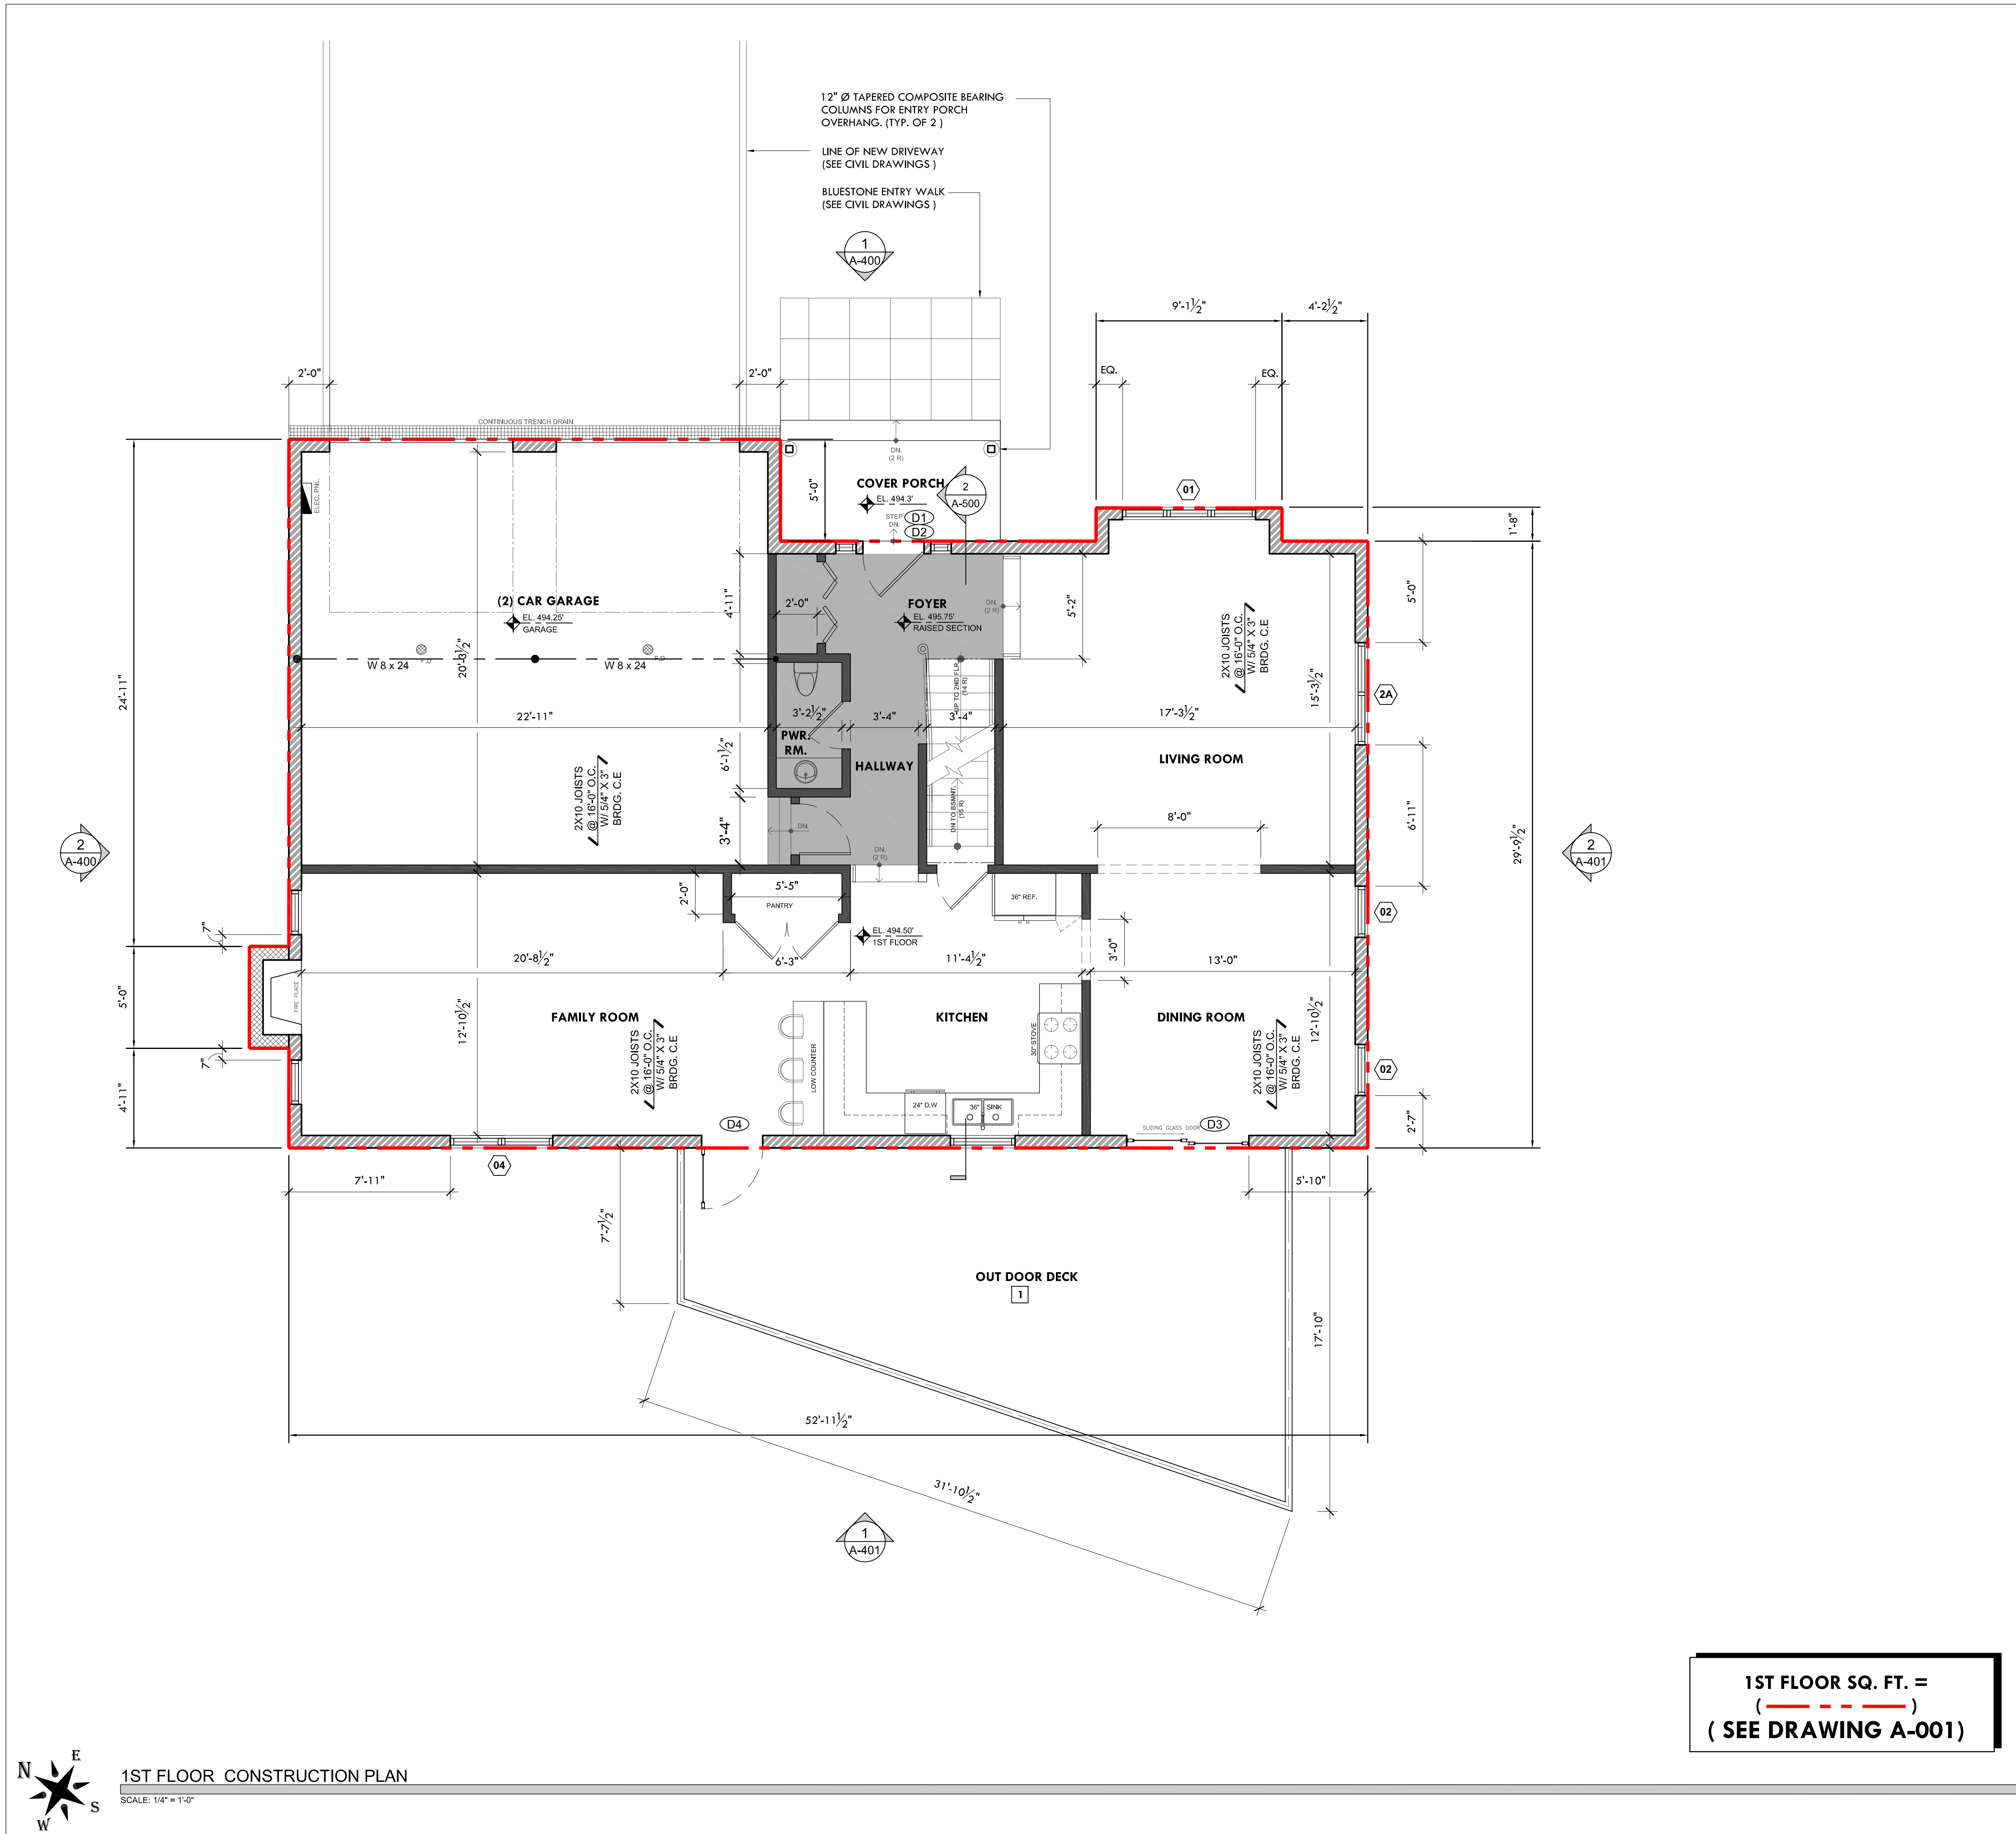 12" Ø TAPERED COMPOSITE BEARING
COLUMNS FOR ENTRY PORCH
OVERHANG. (TYP. OF 2 )
LINE OF NEW DRIVEWAY
(SEE CIVIL DRAWINGS )
BLUESTONE ENTRY WALK
(SEE CIVIL DRAWINGS )
1
A-400
9'-1½"
4'-2½"
2'-0"
2'-0"
EQ.
EQ.
CONTINUOUS TRENCH DRAIN
DN.
(2 R)
ELEC. PNL.
5'-0"
COVER PORCH
EL. 494.3'
2
A-500
STEP
DN.
D1
D2
01
1'-8"
(2) CAR GARAGE
EL. 494.25'
GARAGE
4'-11"
2'-0"
FOYER
EL. 495.75'
RAISED SECTION
DN.
(2 R)
5'-2"
2X10 JOISTS
@ 16'-0" O.C.
W/ 5/4" X 3"
BRDG. C.E
5'-0"
F.D
F.D
W 8 x 24
W 8 x 24
20'-3½"
24'-11"
UP TO 2ND FLR.
(14 R)
15'-3½"
2A
22'-11"
3'-2½"
3'-4"
3'-4"
17'-3½"
PWR.
RM.
6'-1½"
HALLWAY
LIVING ROOM
2X10 JOISTS
@ 16'-0" O.C.
W/ 5/4" X 3"
BRDG. C.E
DN TO BSMNT.
(15 R)
8'-0"
6'-11"
3'-4"
DN.
DN.
(2 R)
2
A-400
29'-9½"
2
A-401
2'-0"
5'-5"
PANTRY
36" REF.
02
7"
EL. 494.50'
1ST FLOOR
20'-8½"
6'-3"
11'-4½"
3'-0"
13'-0"
5'-0"
FIRE PLACE
12'-10½"
FAMILY ROOM
KITCHEN
DINING ROOM
12'-10½"
2X10 JOISTS
@ 16'-0" O.C.
W/ 5/4" X 3"
BRDG. C.E
LOW COUNTER
30" STOVE
2X10 JOISTS
@ 16'-0" O.C.
W/ 5/4" X 3"
BRDG. C.E
7"
02
4'-11"
24" D.W
36" SINK
2'-7"
D4
SLIDING GLASS DOOR
D3
04
7'-11"
5'-10"
7'-7½"
OUT DOOR DECK
1
17'-10"
52'-11½"
31'-10½"
1
A-401
1ST FLOOR SQ. FT. =
( )
( SEE DRAWING A-001)
N
E
S
W
1ST FLOOR CONSTRUCTION PLAN
SCALE: 1/4" = 1'-0"